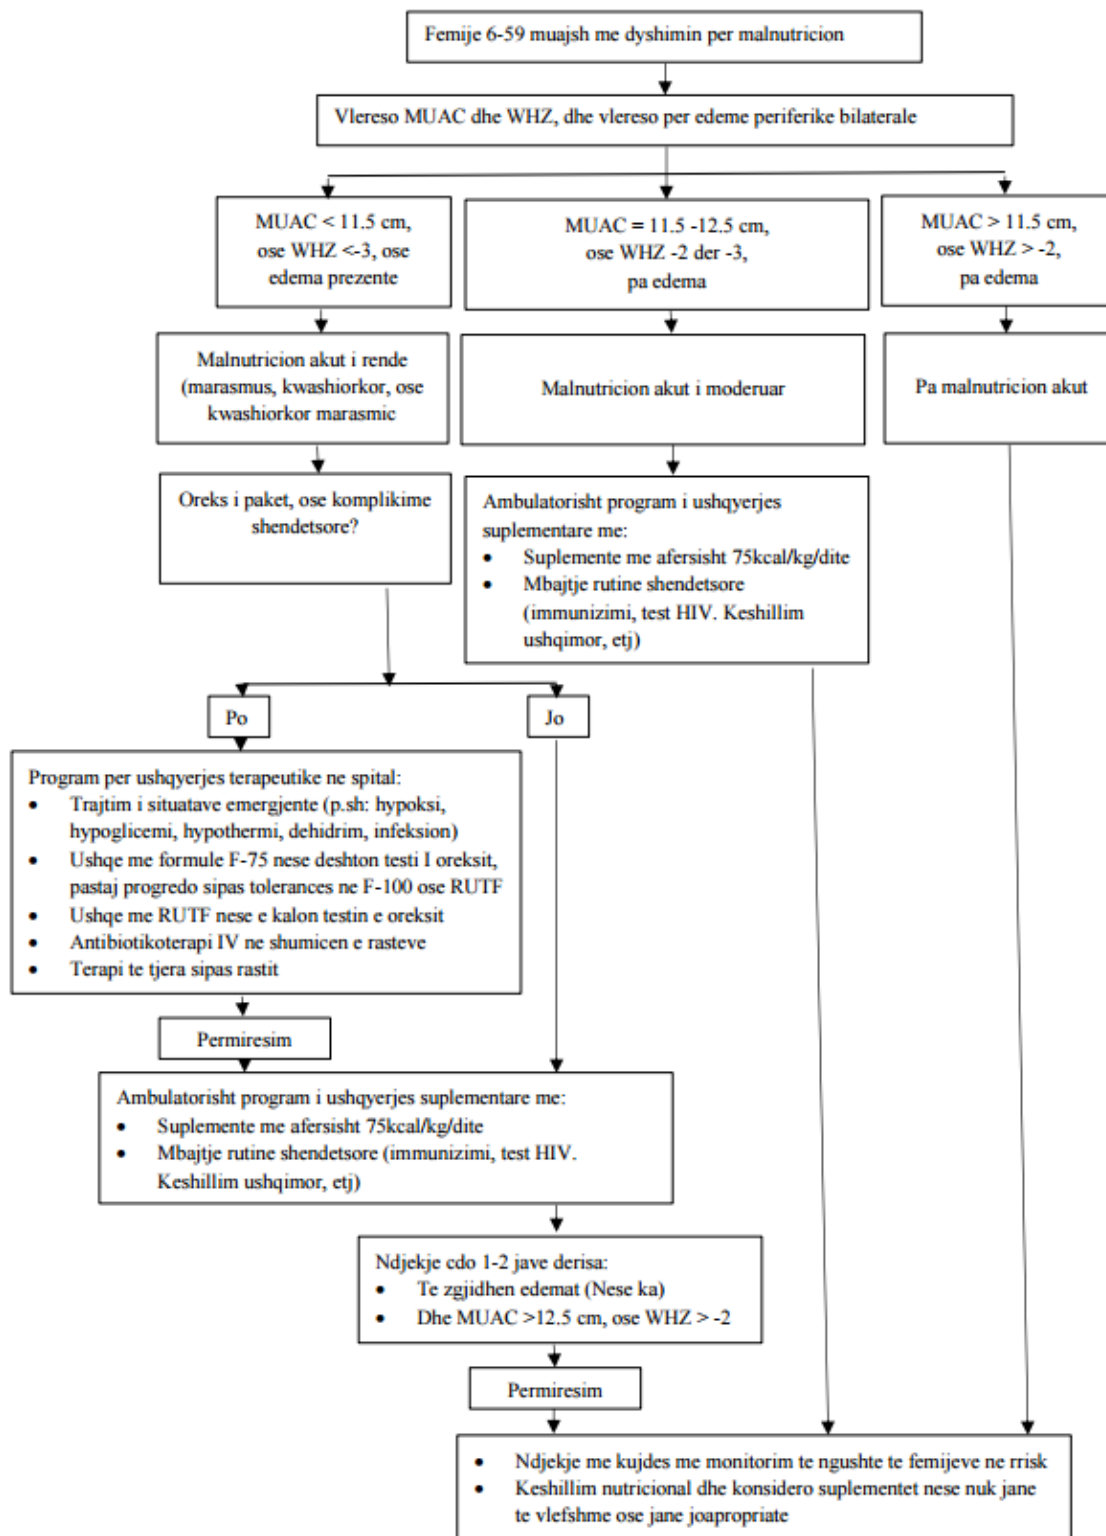 Femije 6-59 muajsh me dyshimin per malnutricion
Vlereso MUAC dhe WHZ, dhe vlereso per edeme periferike bilaterale
MUAC < 11.5 cm,
ose WHZ <-3, ose
edema prezente
MUAC = 11.5 -12.5 cm,
ose WHZ -2 der -3,
pa edema
MUAC > 11.5 cm,
ose WHZ > -2,
pa edema
Malnutricion akut i rende
(marasmus, kwashiorkor, ose
kwashiorkor marasmic
Malnutricion akut i moderuar
Pa malnutricion akut
Oreks i paket, ose komplikime
shendetsore?
Ambulatorisht program i ushqyerjes
suplementare me:
• Suplemente me afersisht 75kcal/kg/dite
• Mbajtje rutine shendetsore
(immunizimi, test HIV. Keshillim
ushqimor, etj)
Po
Jo
Program per ushqyerjes terapeutike ne spital:
• Trajtim i situatave emergjente (p.sh: hypoksi,
hypoglicemi, hypothermi, dehidrim, infeksion)
• Ushqe me formule F-75 nese deshton testi I oreksit,
pastaj progredo sipas tolerances ne F-100 ose RUTF
• Ushqe me RUTF nese e kalon testin e oreksit
• Antibiotikoterapi IV ne shumicen e rasteve
• Terapi te tjera sipas rastit
Permiresim
Ambulatorisht program i ushqyerjes suplementare me:
• Suplemente me afersisht 75kcal/kg/dite
• Mbajtje rutine shendetsore (immunizimi, test HIV.
Keshillim ushqimor, etj)
Ndjekje cdo 1-2 jave derisa:
• Te zgjidhen edemat (Nese ka)
• Dhe MUAC >12.5 cm, ose WHZ > -2
Permiresim
• Ndjekje me kujdes me monitorim te ngushte te femijeve ne rrisk
• Keshillim nutricional dhe konsidero suplementet nese nuk jane
te vlefshme ose jane joapropriate